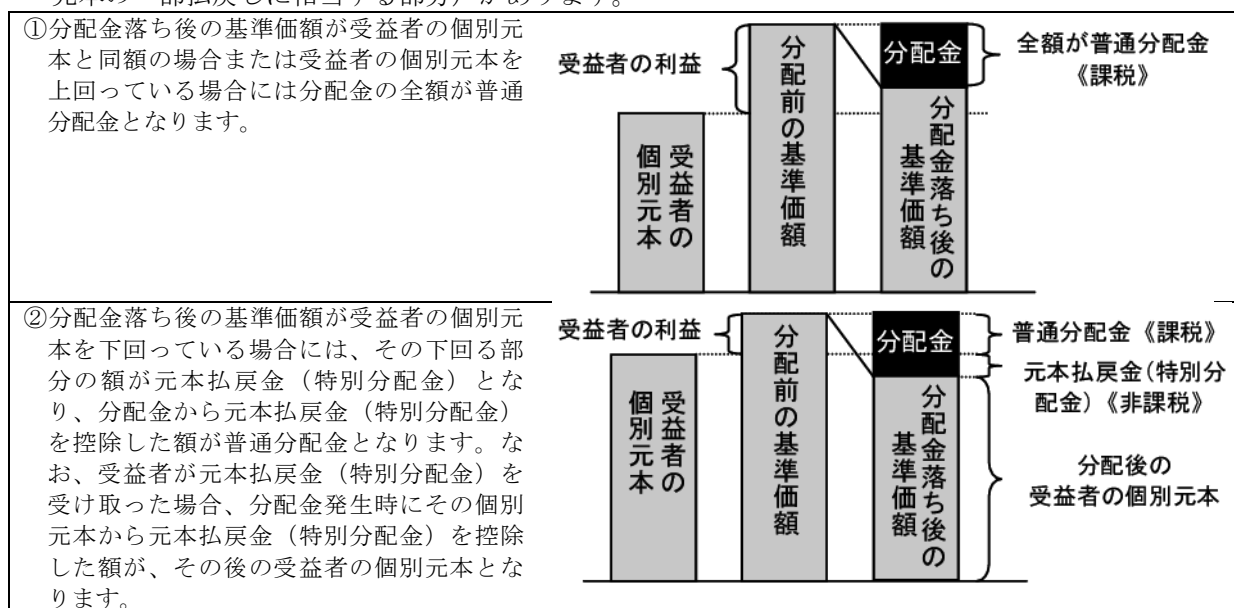 元本の一部払戻しに相当する部分）があります。
①分配金落ち後の基準価額が受益者の個別元
本と同額の場合または受益者の個別元本を
上回っている場合には分配金の全額が普通
分配金となります。
受益者の利益
受益者の
個別元本
分配前の基準価額
分配金
分配金落ち後の
基準価額
全額が普通分配金
《課税》
②分配金落ち後の基準価額が受益者の個別元
本を下回っている場合には、その下回る部
分の額が元本払戻金（特別分配金）とな
り、分配金から元本払戻金（特別分配金）
を控除した額が普通分配金となります。な
お、受益者が元本払戻金（特別分配金）を
受け取った場合、分配金発生時にその個別
元本から元本払戻金（特別分配金）を控除
した額が、その後の受益者の個別元本とな
ります。
受益者の利益
受益者の
個別元本
分配前の基準価額
分配金
分配金落ち後の
基準価額
普通分配金《課税》
元本払戻金(特別分
配金)《非課税》
分配後の
受益者の個別元本